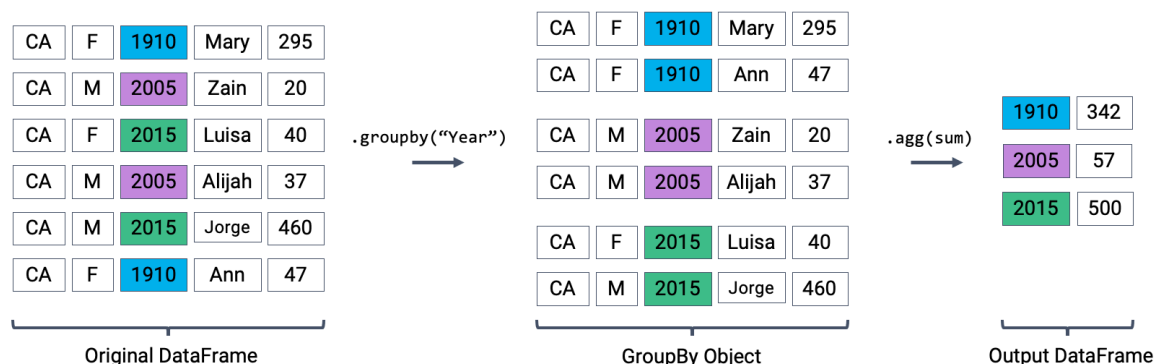 CA F 1910 Mary 295
CA M 2005 Zain 20
CA F 2015 Luisa 40
CA M 2005 Alijah 37
CA M 2015 Jorge 460
CA F 1910 Ann 47
Original DataFrame
.groupby(“Year”)
CA F 1910 Mary 295
CA F 1910 Ann 47
CA M 2005 Zain 20
CA M 2005 Alijah 37
CA F 2015 Luisa 40
CA M 2015 Jorge 460
GroupBy Object
.agg(sum)
1910 342
2005 57
2015 500
Output DataFrame